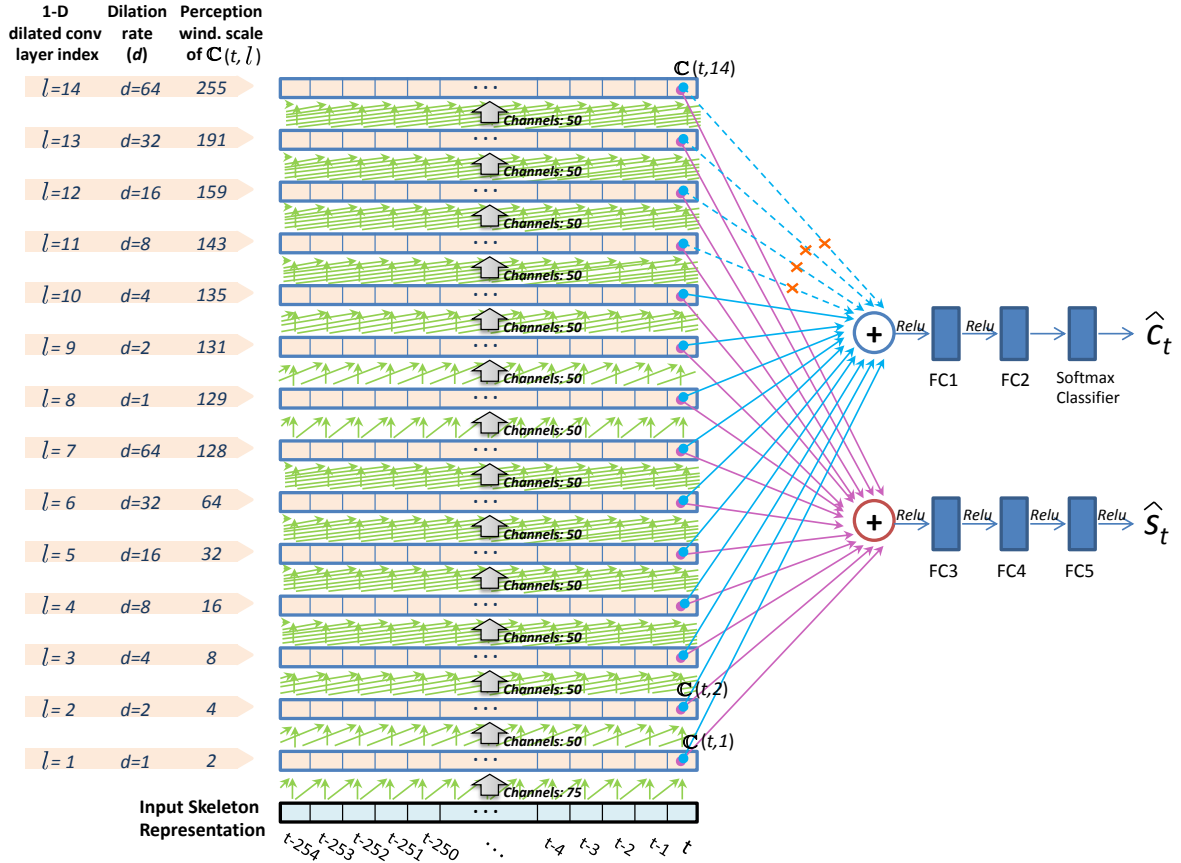 1-D dilated conv layer index
Dilation rate (d)
Perception wind. scale of ℂ(t, l)
l=14 d=64 255
l=13 d=32 191
l=12 d=16 159
l=11 d=8 143
l=10 d=4 135
l=9 d=2 131
l=8 d=1 129
l=7 d=64 128
l=6 d=32 64
l=5 d=16 32
l=4 d=8 16
l=3 d=4 8
l=2 d=2 4
l=1 d=1 2
ℂ(t,14)
...
Channels: 50
...
Channels: 50
...
Channels: 50
...
Channels: 50
...
Channels: 50
...
Channels: 50
...
Channels: 50
...
Channels: 50
...
Channels: 50
...
Channels: 50
...
Channels: 50
...
Channels: 50
ℂ(t,2)
...
Channels: 50
ℂ(t,1)
...
Channels: 75
Input Skeleton Representation
...
t-254 t-253 t-252 t-251 t-250 ... t-4 t-3 t-2 t-1 t
+ Relu Relu ĉt
FC1 FC2 Softmax Classifier
+ Relu Relu Relu Relu ŝt
FC3 FC4 FC5